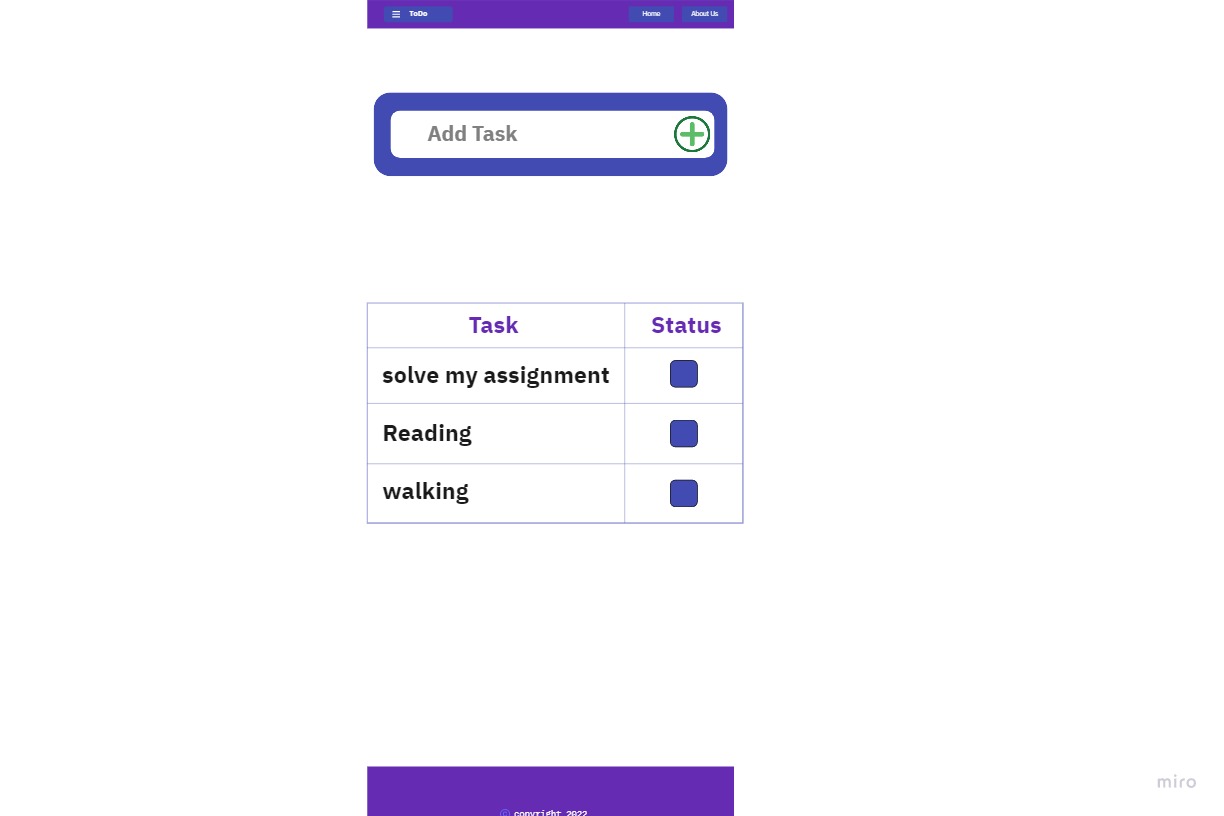 ToDo
Home About Us
Add Task
Task Status
solve my assignment
Reading
walking
© copyright 2022
miro